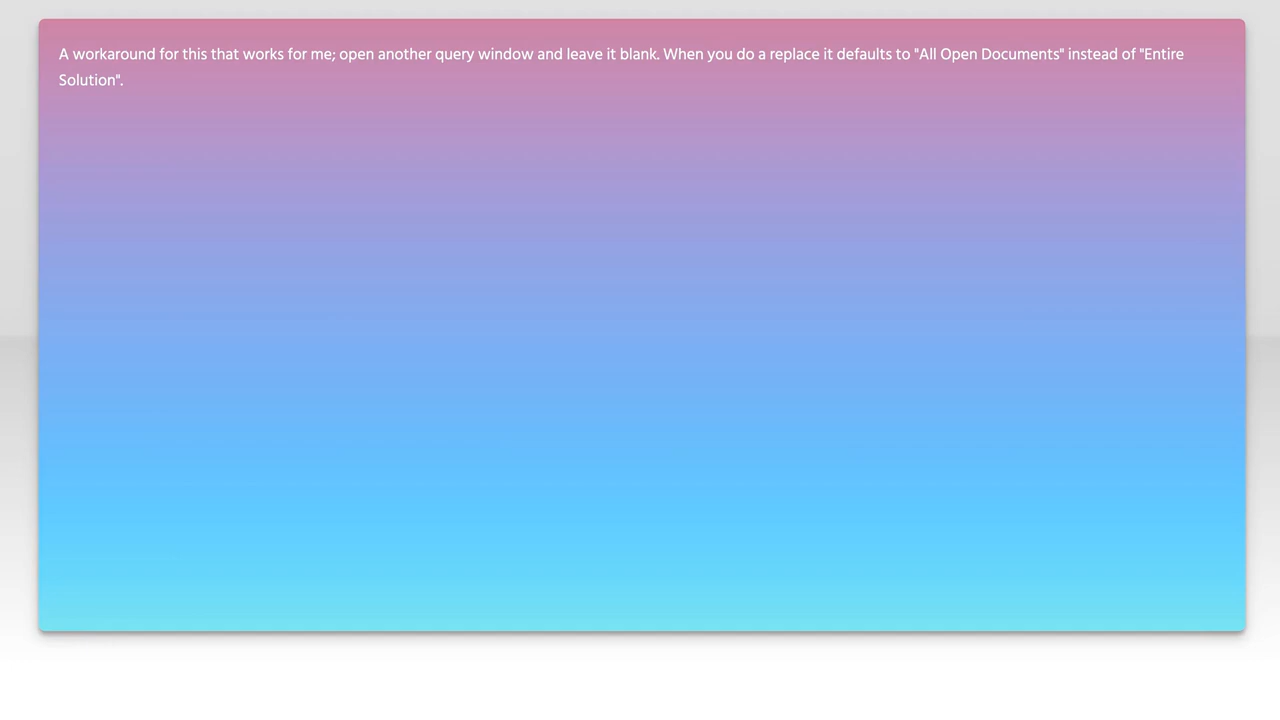 A workaround for this that works for me; open another query window and leave it blank. When you do a replace it defaults to "All Open Documents" instead of "Entire
Solution".